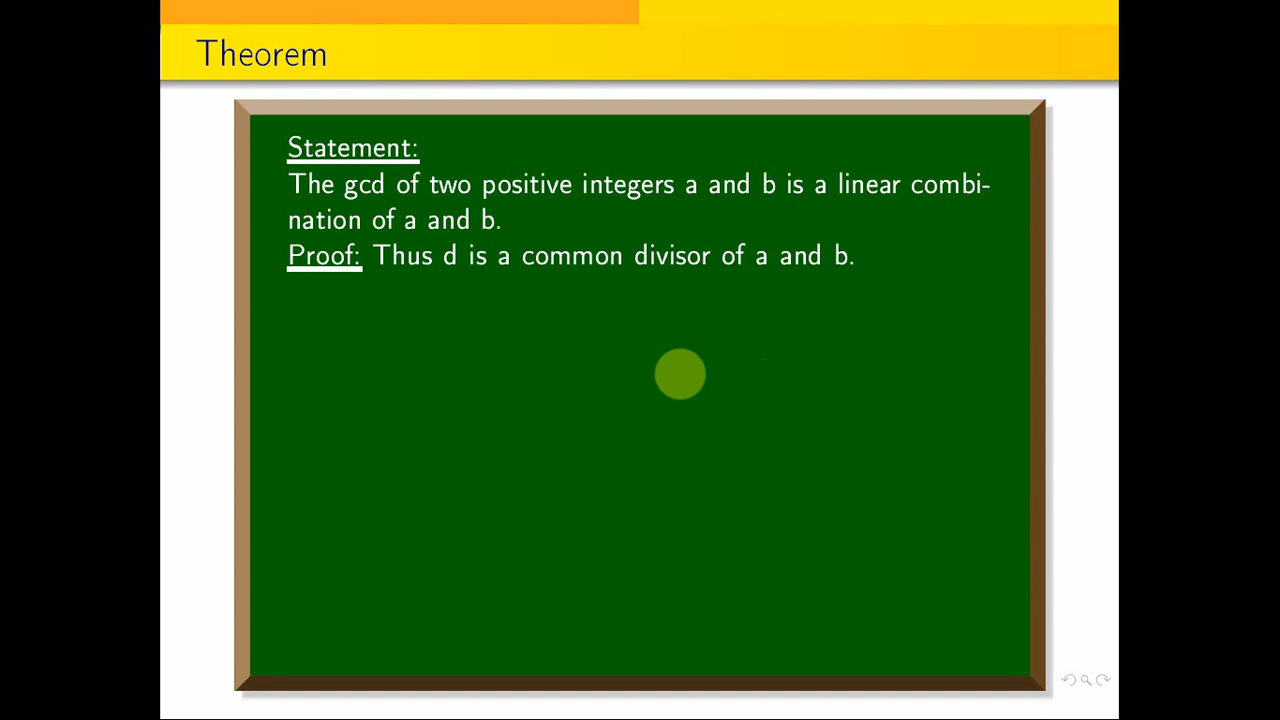 Theorem
Statement:
The gcd of two positive integers a and b is a linear combi-
nation of a and b.
Proof: Thus d is a common divisor of a and b.